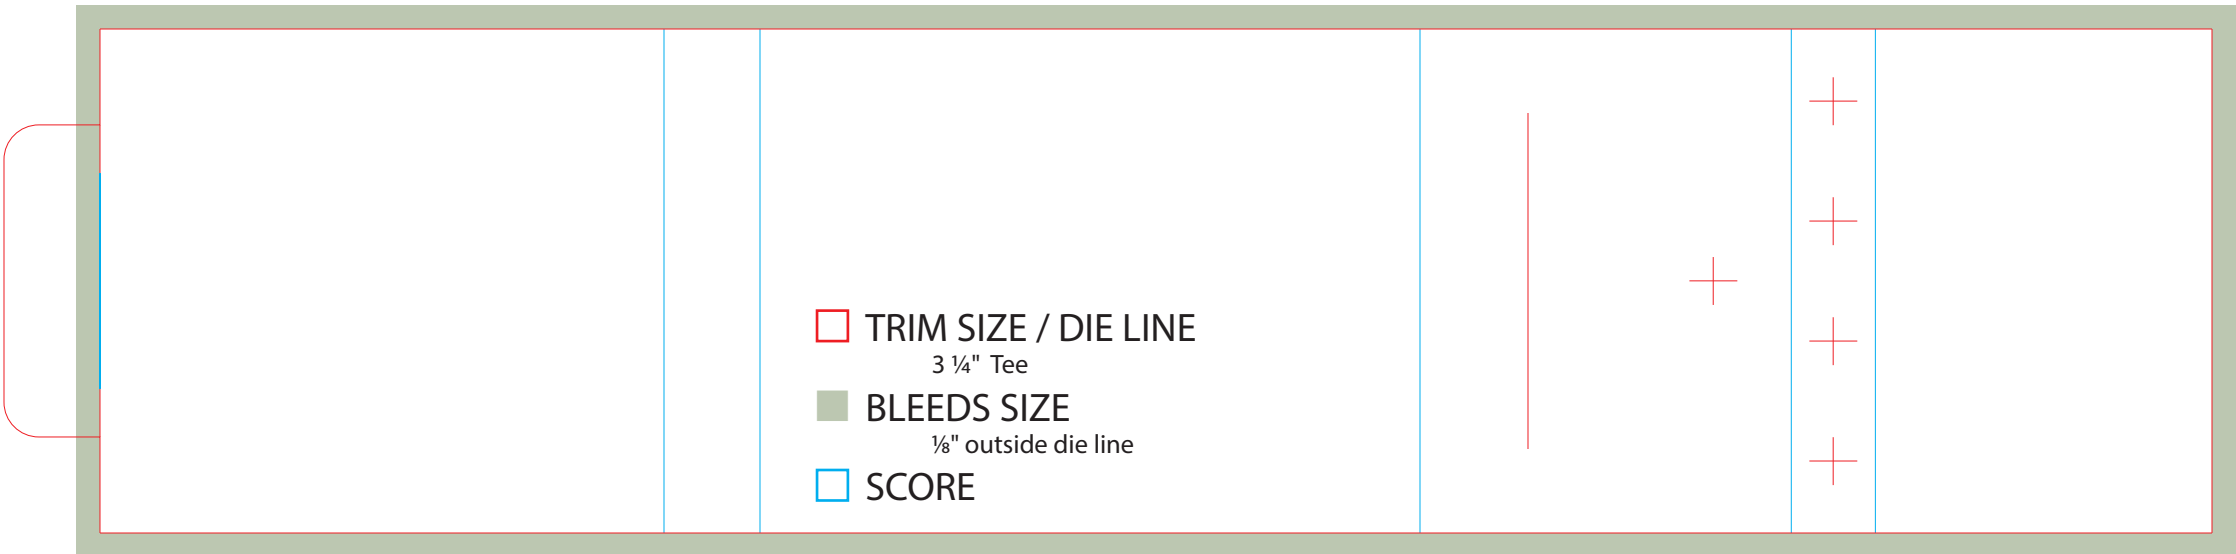 TRIM SIZE / DIE LINE
3 ¼" Tee
BLEEDS SIZE
⅛" outside die line
SCORE